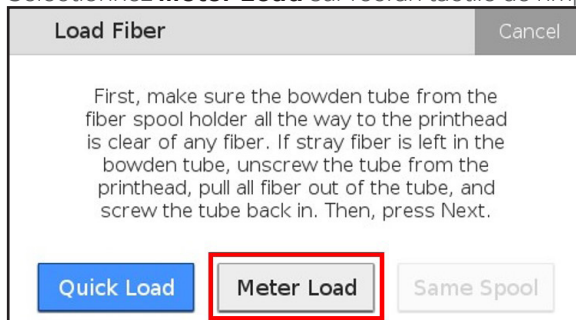 Meter Load
Load Fiber Cancel
First, make sure the bowden tube from the
fiber spool holder all the way to the printhead
is clear of any fiber. If stray fiber is left in the
bowden tube, unscrew the tube from the
printhead, pull all fiber out of the tube, and
screw the tube back in. Then, press Next.
Quick Load Meter Load Same Spool